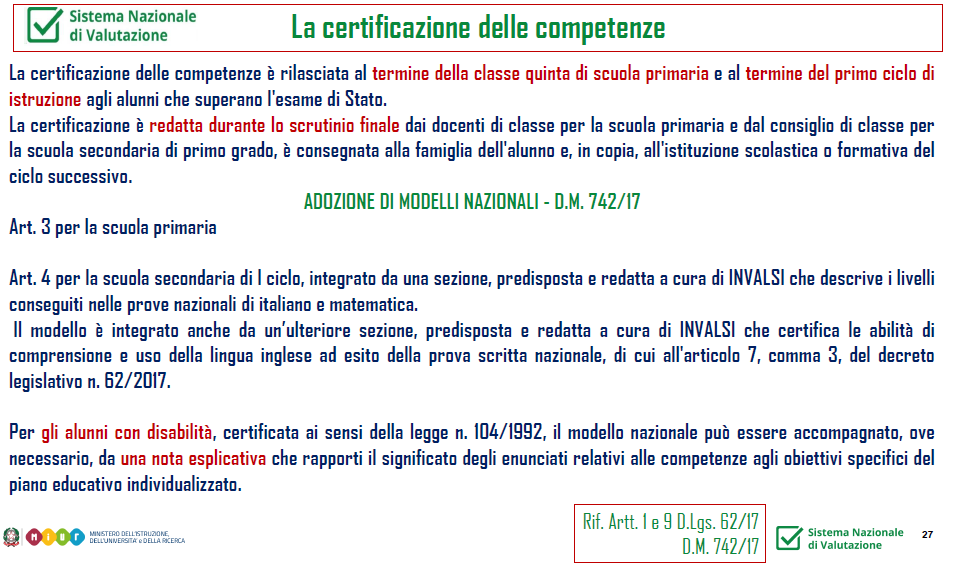 Sistema Nazionale
di Valutazione
La certificazione delle competenze
La certificazione delle competenze è rilasciata al termine della classe quinta di scuola primaria e al termine del primo ciclo di
istruzione agli alunni che superano l'esame di Stato.
La certificazione è redatta durante lo scrutinio finale dai docenti di classe per la scuola primaria e dal consiglio di classe per
la scuola secondaria di primo grado, è consegnata alla famiglia dell'alunno e, in copia, all'istituzione scolastica o formativa del
ciclo successivo.
ADOZIONE DI MODELLI NAZIONALI - D.M. 742/17
Art. 3 per la scuola primaria
Art. 4 per la scuola secondaria di I ciclo, integrato da una sezione, predisposta e redatta a cura di INVALSI che descrive i livelli
conseguiti nelle prove nazionali di italiano e matematica.
Il modello è integrato anche da un'ulteriore sezione, predisposta e redatta a cura di INVALSI che certifica le abilità di
comprensione e uso della lingua inglese ad esito della prova scritta nazionale, di cui all'articolo 7, comma 3, del decreto
legislativo n. 62/2017.
Per gli alunni con disabilità, certificata ai sensi della legge n. 104/1992, il modello nazionale può essere accompagnato, ove
necessario, da una nota esplicativa che rapporti il significato degli enunciati relativi alle competenze agli obiettivi specifici del
piano educativo individualizzato.
Rif. Artt. 1 e 9 D.Lgs. 62/17
D.M. 742/17
miur
MINISTERO DELL'ISTRUZIONE,
DELL'UNIVERSITA' e DELLA RICERCA
Sistema Nazionale
di Valutazione
27